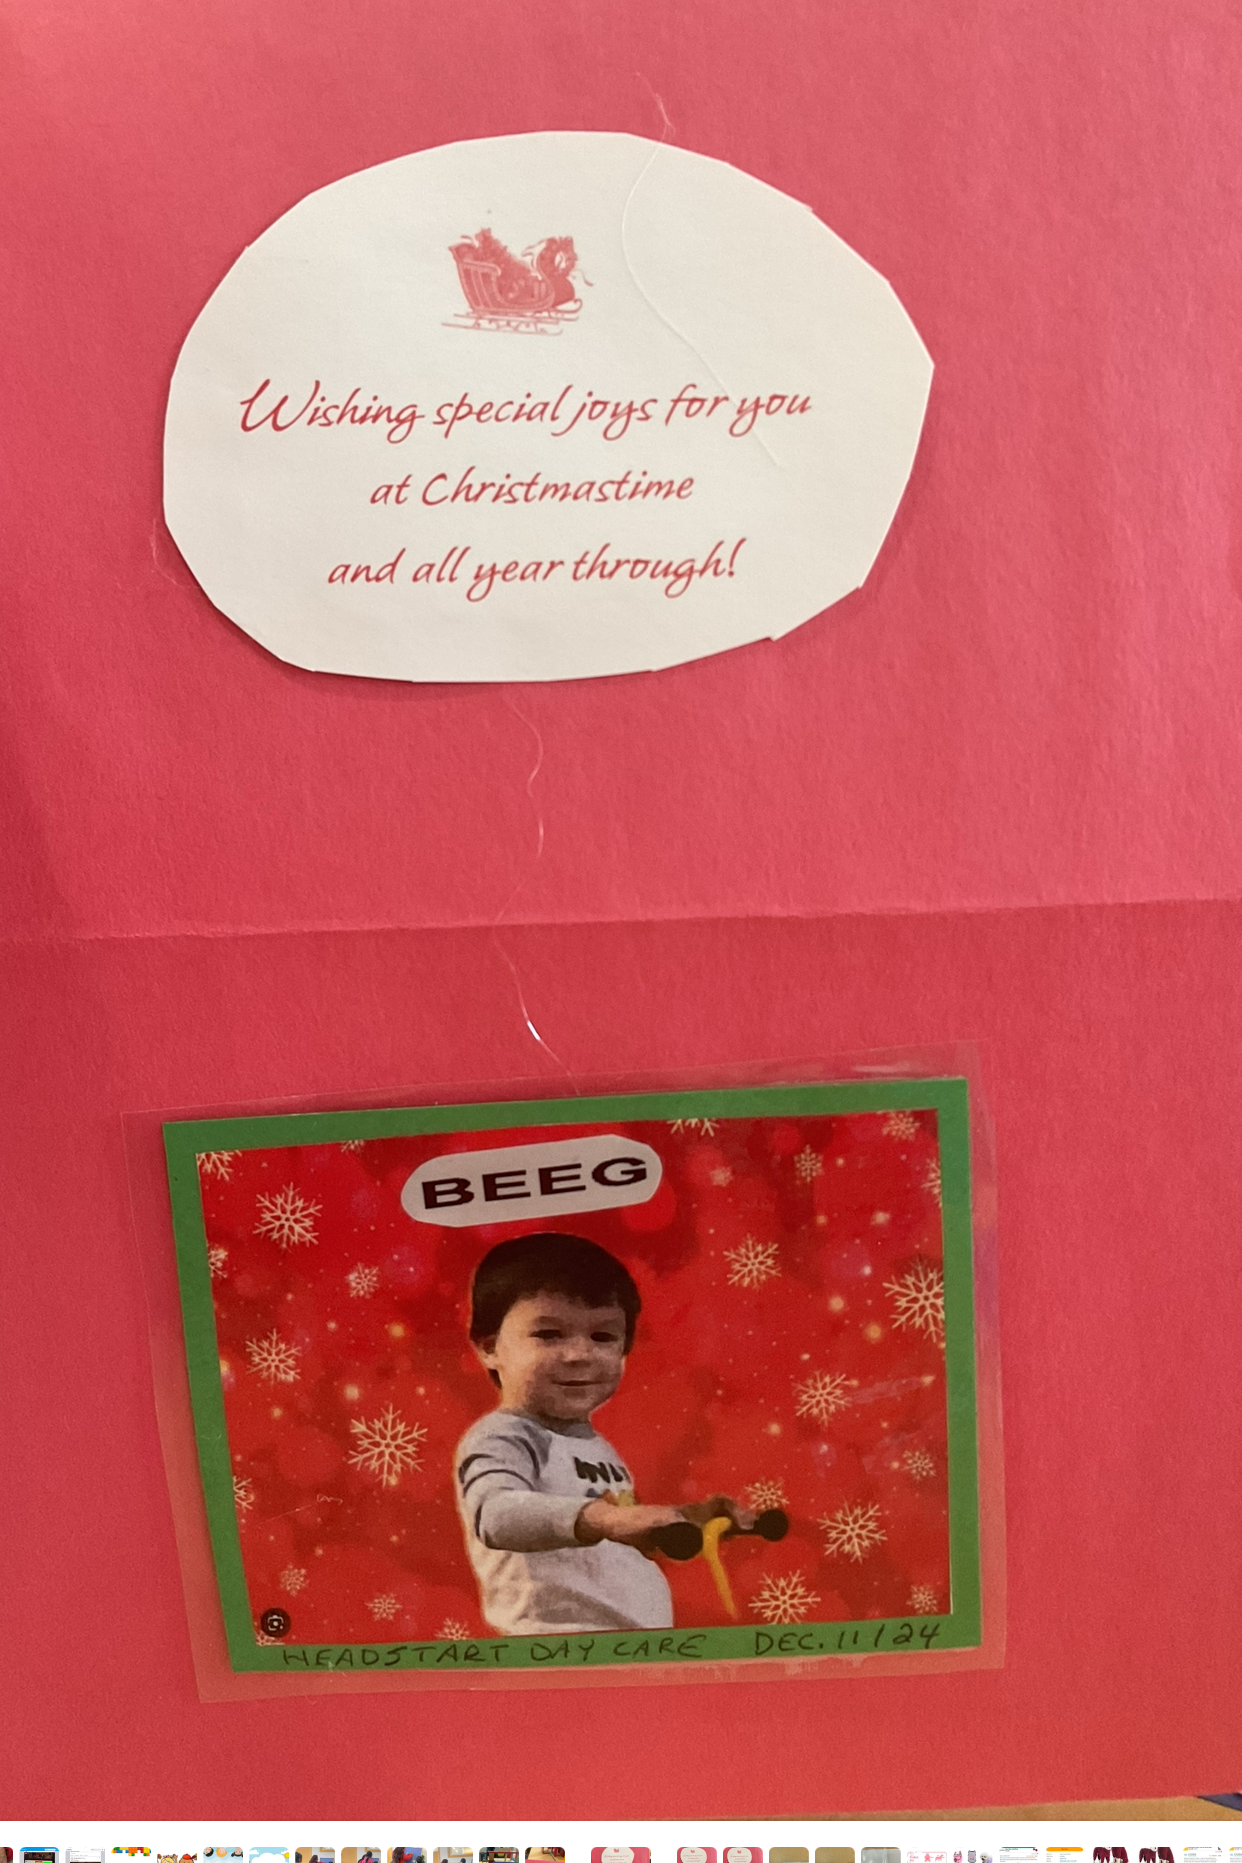 Wishing special joys for you
at Christmastime
and all year through!
BEEG
HEADSTART DAY CARE DEC. 11/24